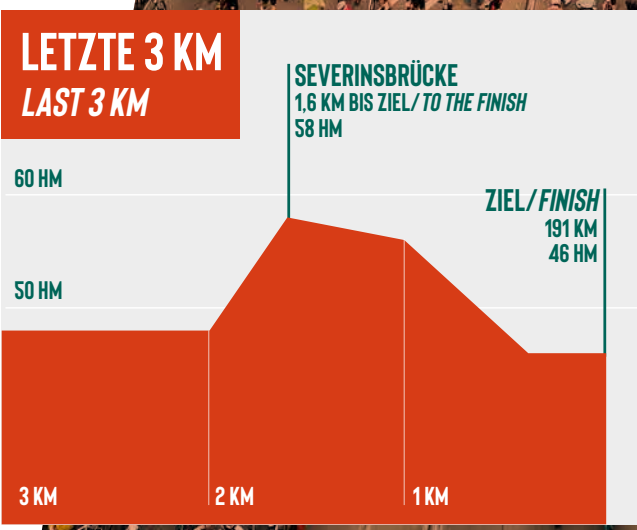 LETZTE 3 KM
LAST 3 KM
SEVERINSBRÜCKE
1,6 KM BIS ZIEL/TO THE FINISH
58 HM
60 HM
ZIEL/FINISH
191 KM
46 HM
50 HM
3 KM
2 KM
1 KM